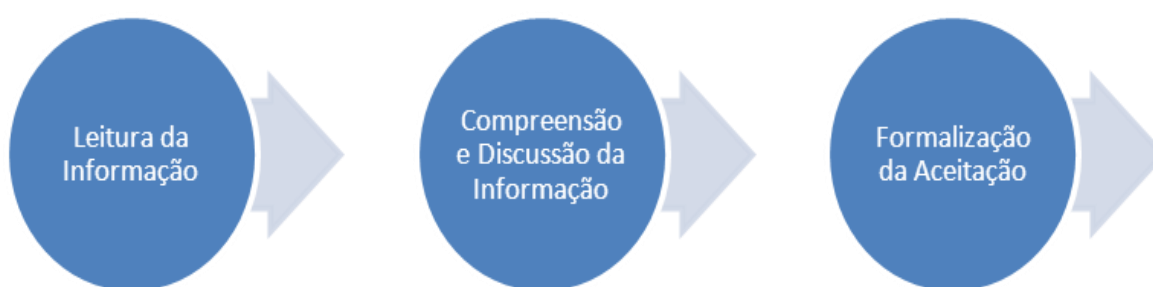 Leitura da
Informação
Compreensão
e Discussão da
Informação
Formalização
da Aceitação